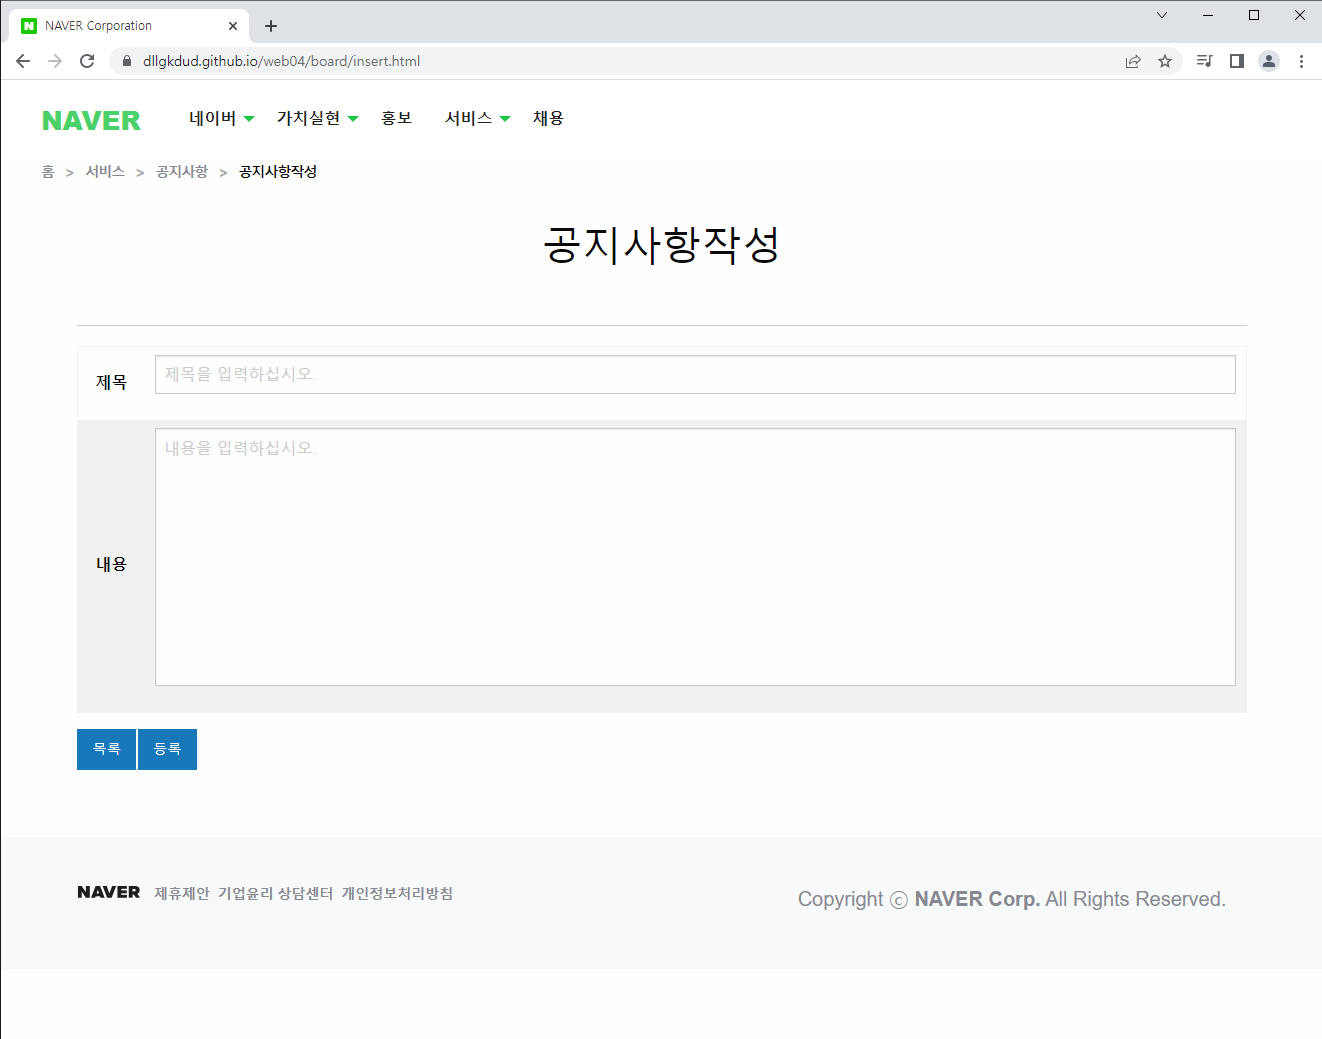 NAVER Corporation
dllgkdud.github.io/web04/board/insert.html
NAVER 네이버 가치실현 홍보 서비스 채용
홈 > 서비스 > 공지사항 > 공지사항작성
공지사항작성
제목 제목을 입력하십시오.
내용을 입력하십시오.
내용
목록 등록
NAVER 제휴제안 기업윤리 상담센터 개인정보처리방침
Copyright ⓒ NAVER Corp. All Rights Reserved.